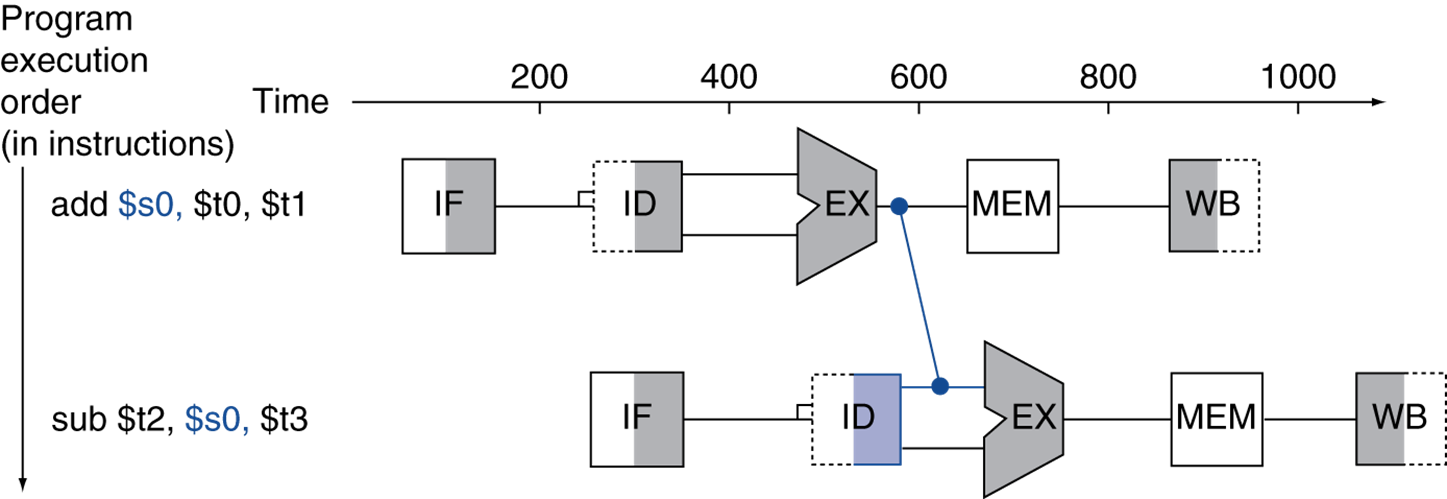 Program
execution
order
(in instructions)
Time
200 400 600 800 1000
add $s0, $t0, $t1
IF ID EX MEM WB
sub $t2, $s0, $t3
IF ID EX MEM WB